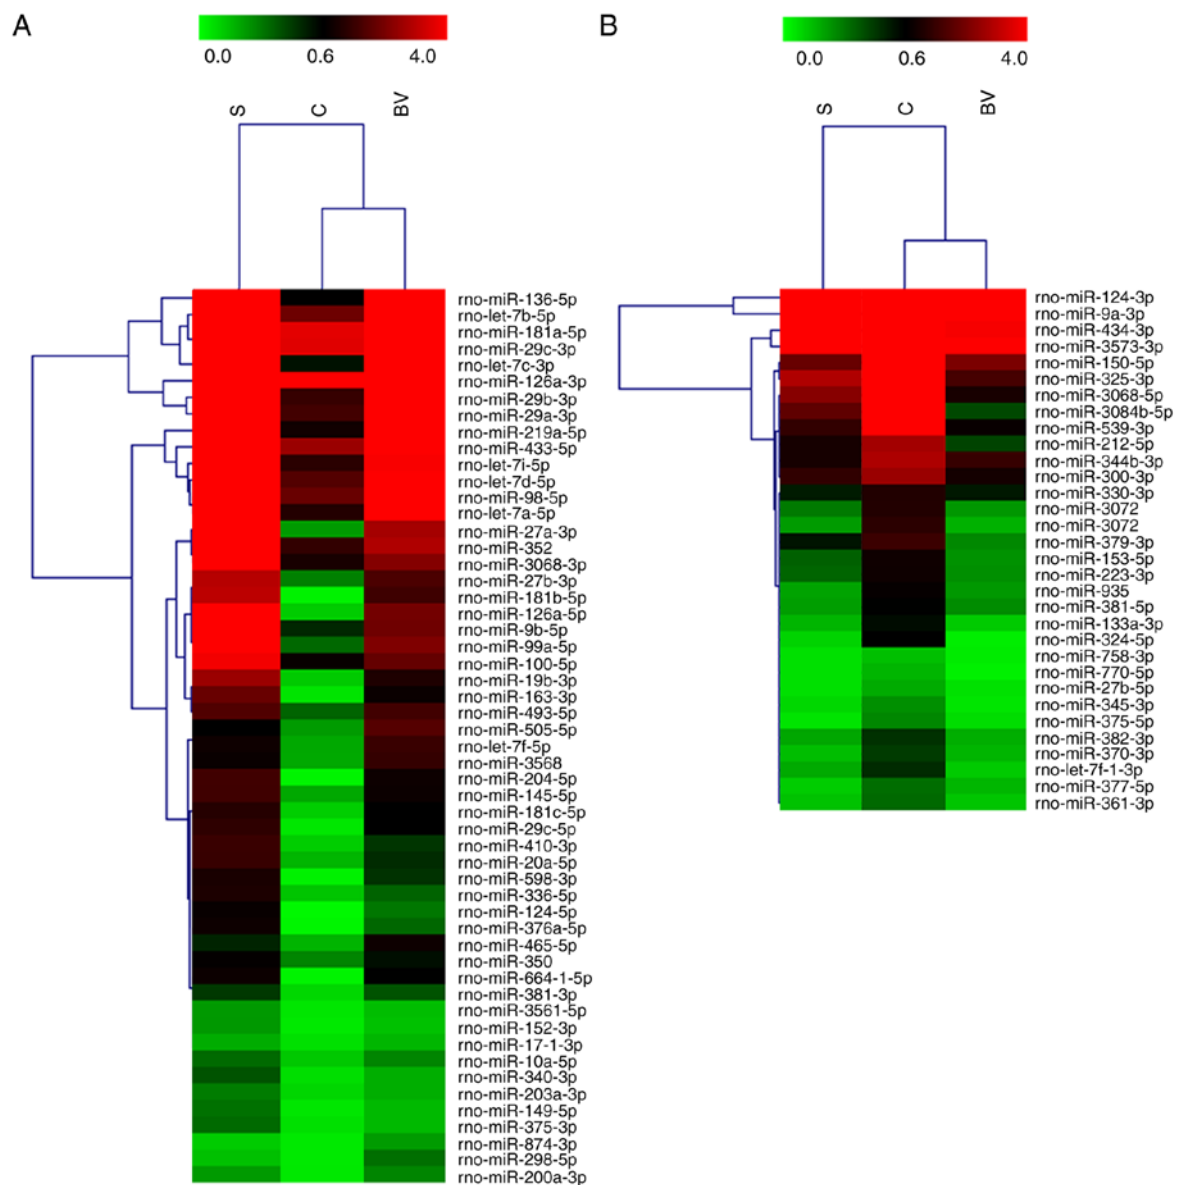 A
0.0 0.6 4.0
S C BV
rno-miR-136-5p
rno-let-7b-5p
rno-miR-181a-5p
rno-miR-29c-3p
rno-let-7c-3p
rno-miR-126a-3p
rno-miR-29b-3p
rno-miR-29a-3p
rno-miR-219a-5p
rno-miR-433-5p
rno-let-7i-5p
rno-let-7d-5p
rno-miR-98-5p
rno-let-7a-5p
rno-miR-27a-3p
rno-miR-352
rno-miR-3068-3p
rno-miR-27b-3p
rno-miR-181b-5p
rno-miR-126a-5p
rno-miR-9b-5p
rno-miR-99a-5p
rno-miR-100-5p
rno-miR-19b-3p
rno-miR-163-3p
rno-miR-493-5p
rno-miR-505-5p
rno-let-7f-5p
rno-miR-3568
rno-miR-204-5p
rno-miR-145-5p
rno-miR-181c-5p
rno-miR-29c-5p
rno-miR-410-3p
rno-miR-20a-5p
rno-miR-598-3p
rno-miR-336-5p
rno-miR-124-5p
rno-miR-376a-5p
rno-miR-465-5p
rno-miR-350
rno-miR-664-1-5p
rno-miR-381-3p
rno-miR-3561-5p
rno-miR-152-3p
rno-miR-17-1-3p
rno-miR-10a-5p
rno-miR-340-3p
rno-miR-203a-3p
rno-miR-149-5p
rno-miR-375-3p
rno-miR-874-3p
rno-miR-298-5p
rno-miR-200a-3p
B
0.0 0.6 4.0
S C BV
rno-miR-124-3p
rno-miR-9a-3p
rno-miR-434-3p
rno-miR-3573-3p
rno-miR-150-5p
rno-miR-325-3p
rno-miR-3068-5p
rno-miR-3084b-5p
rno-miR-539-3p
rno-miR-212-5p
rno-miR-344b-3p
rno-miR-300-3p
rno-miR-330-3p
rno-miR-3072
rno-miR-3072
rno-miR-379-3p
rno-miR-153-5p
rno-miR-223-3p
rno-miR-935
rno-miR-381-5p
rno-miR-133a-3p
rno-miR-324-5p
rno-miR-758-3p
rno-miR-770-5p
rno-miR-27b-5p
rno-miR-345-3p
rno-miR-375-5p
rno-miR-382-3p
rno-miR-370-3p
rno-let-7f-1-3p
rno-miR-377-5p
rno-miR-361-3p